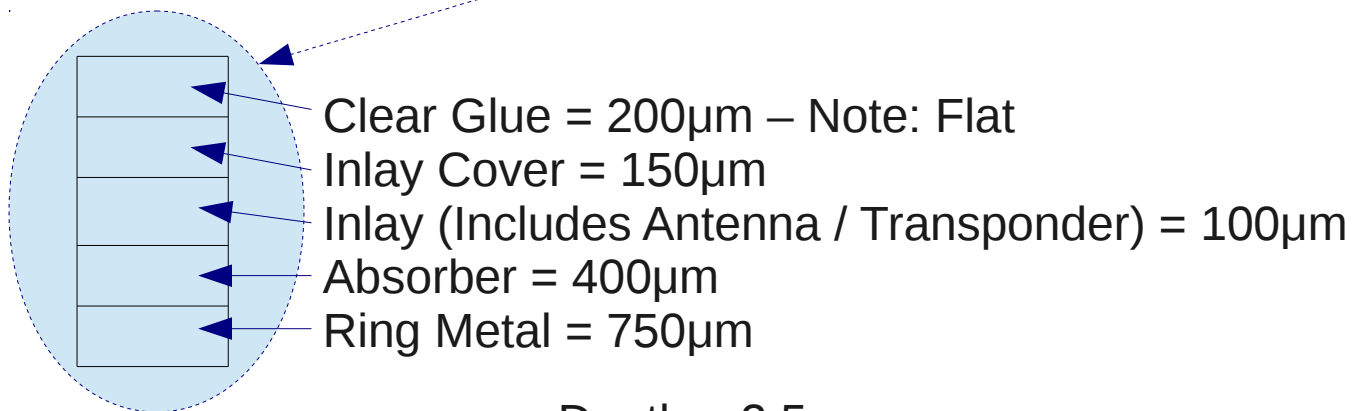 Clear Glue = 200µm – Note: Flat
Inlay Cover = 150µm
Inlay (Includes Antenna / Transponder) = 100µm
Absorber = 400µm
Ring Metal = 750µm